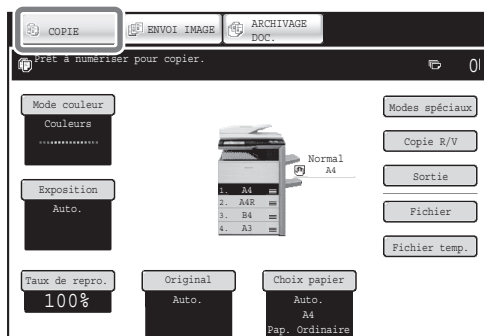 COPIE
ENVOI IMAGE
ARCHIVAGE
DOC.
Prêt à numériser pour copier.
0
Mode couleur
Couleurs
Exposition
Auto.
Taux de repro.
100%
Original
Auto.
Choix papier
Auto.
A4
Pap. Ordinaire
1. A4
2. A4R
3. B4
4. A3
Normal
A4
Modes spéciaux
Copie R/V
Sortie
Fichier
Fichier temp.